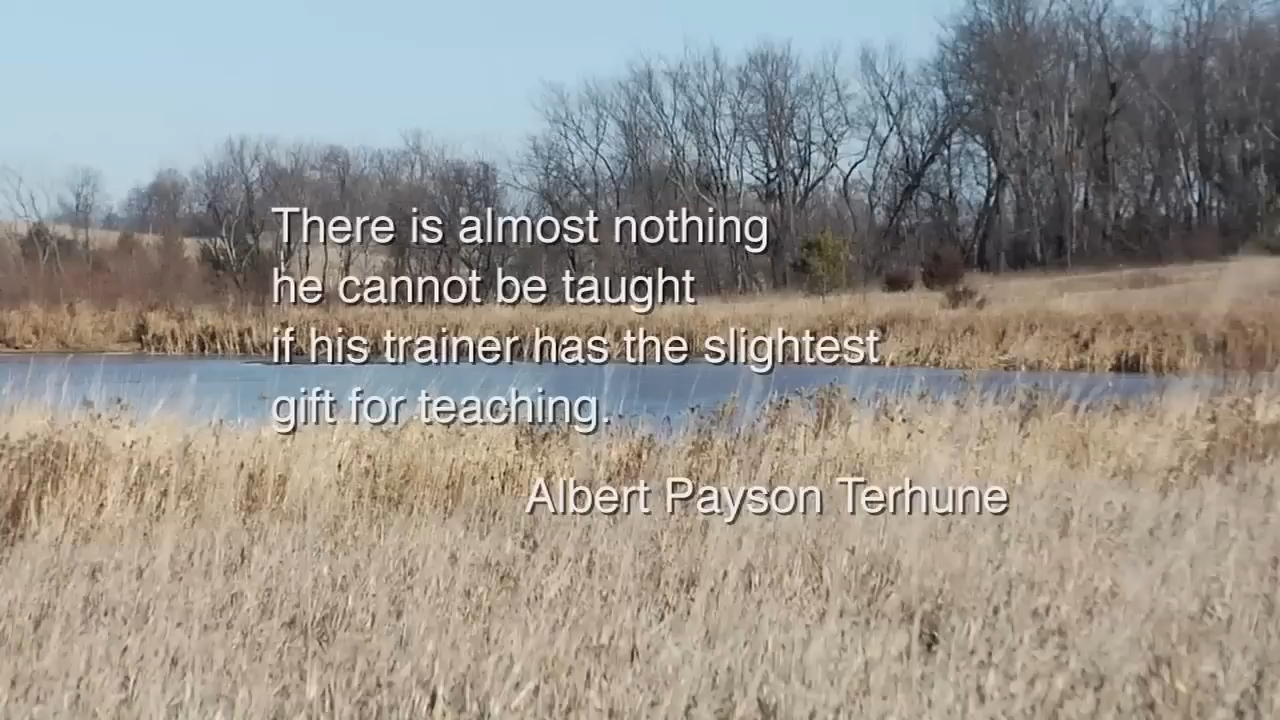 There is almost nothing
he cannot be taught
if his trainer has the slightest
gift for teaching.
Albert Payson Terhune